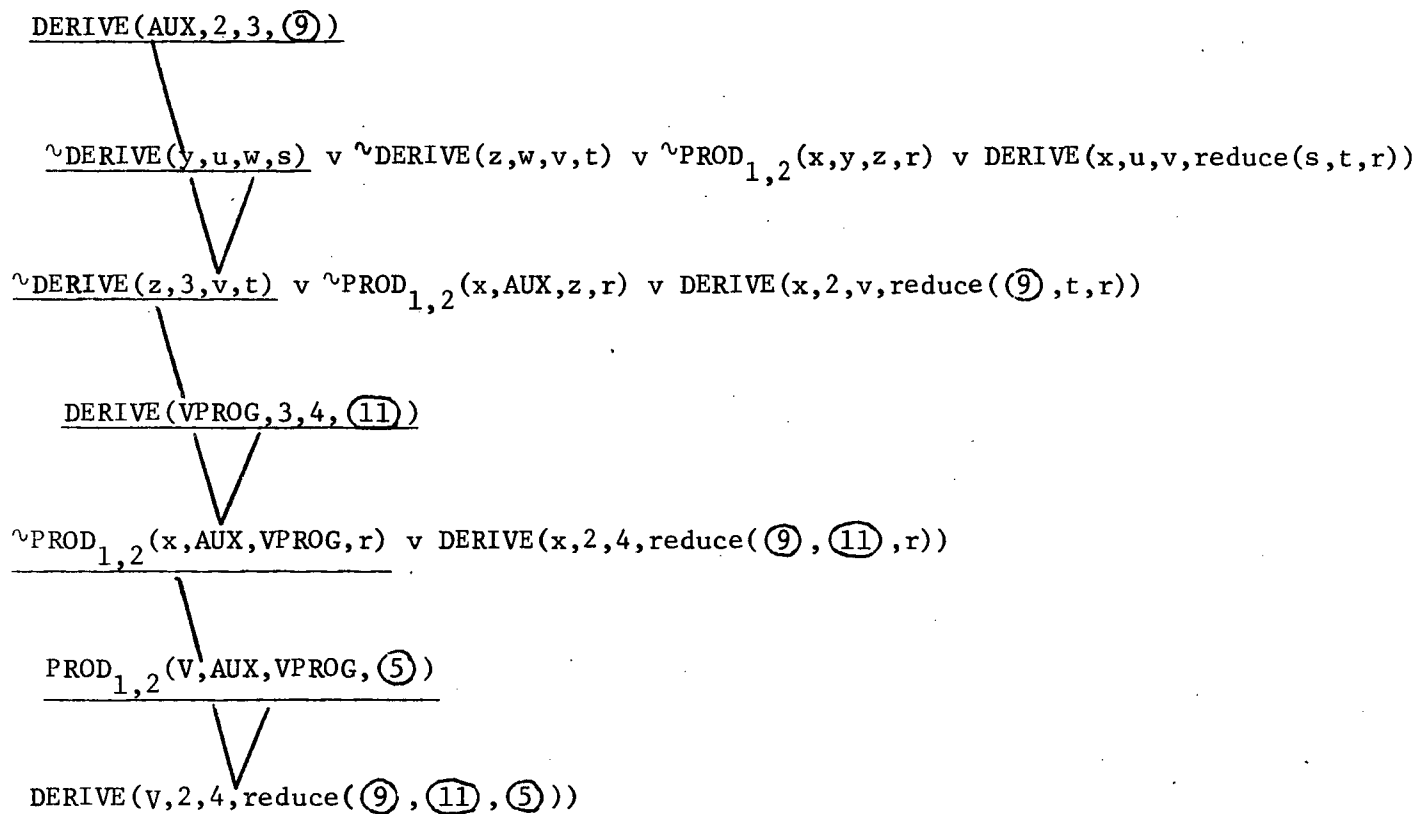 DERIVE(AUX,2,3,⑨)
~DERIVE(y,u,w,s) v ~DERIVE(z,w,v,t) v ~PROD₁,₂(x,y,z,r) v DERIVE(x,u,v,reduce(s,t,r))
~DERIVE(z,3,v,t) v ~PROD₁,₂(x,AUX,z,r) v DERIVE(x,2,v,reduce(⑨,t,r))
DERIVE(VPROG,3,4,⑪)
~PROD₁,₂(x,AUX,VPROG,r) v DERIVE(x,2,4,reduce(⑨,⑪,r))
PROD₁,₂(V,AUX,VPROG,⑤)
DERIVE(V,2,4,reduce(⑨,⑪,⑤))